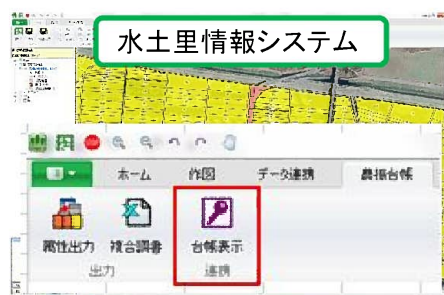 水土里情報システム
ホーム 作図 データ連携 農振台帳
属性出力 複合調書 台帳表示
出力 連携